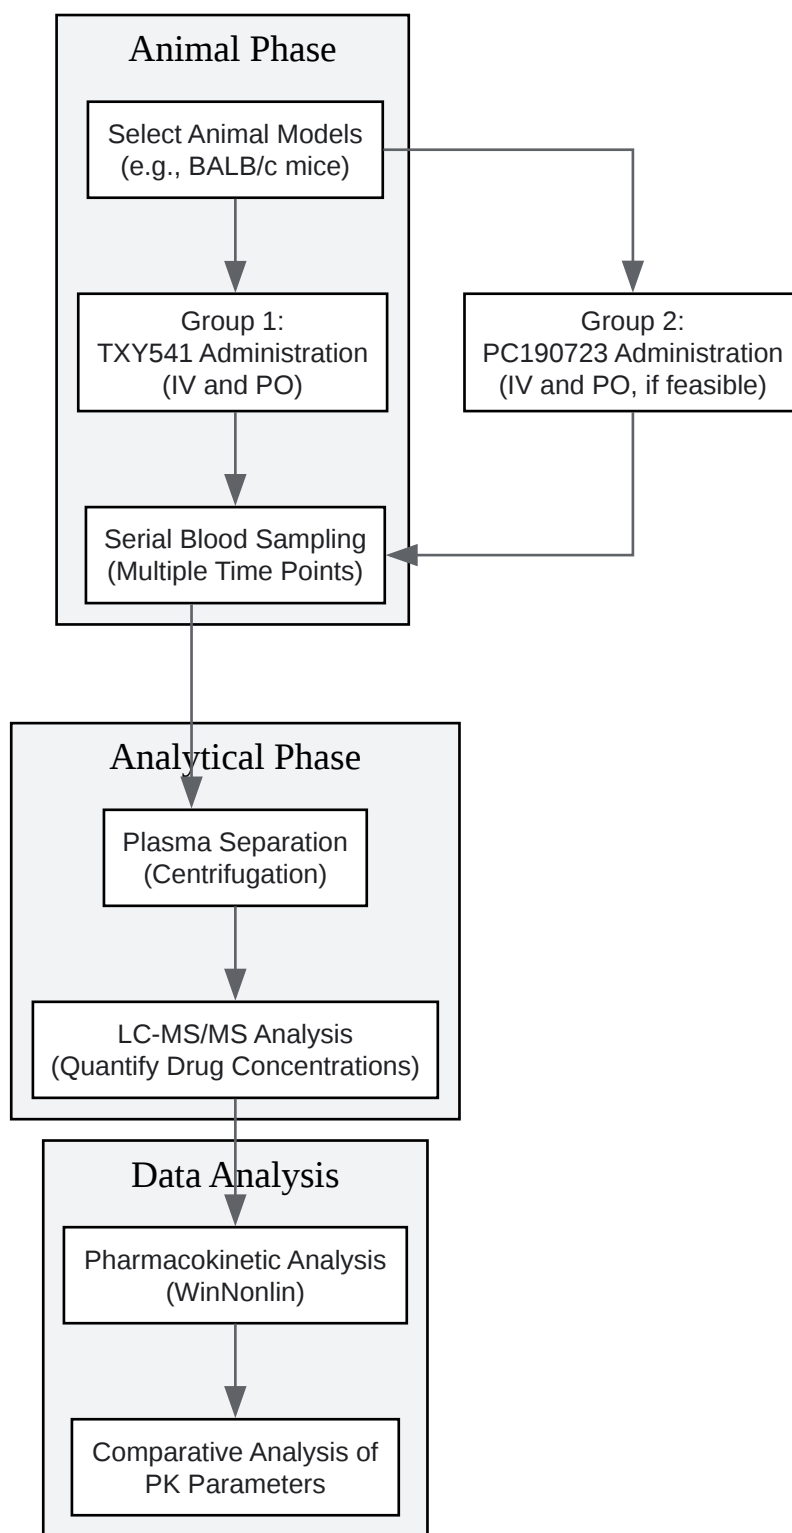 Animal Phase
Select Animal Models
(e.g., BALB/c mice)
Group 1:
TXY541 Administration
(IV and PO)
Group 2:
PC190723 Administration
(IV and PO, if feasible)
Serial Blood Sampling
(Multiple Time Points)
Analytical Phase
Plasma Separation
(Centrifugation)
LC-MS/MS Analysis
(Quantify Drug Concentrations)
Data Analysis
Pharmacokinetic Analysis
(WinNonlin)
Comparative Analysis of
PK Parameters